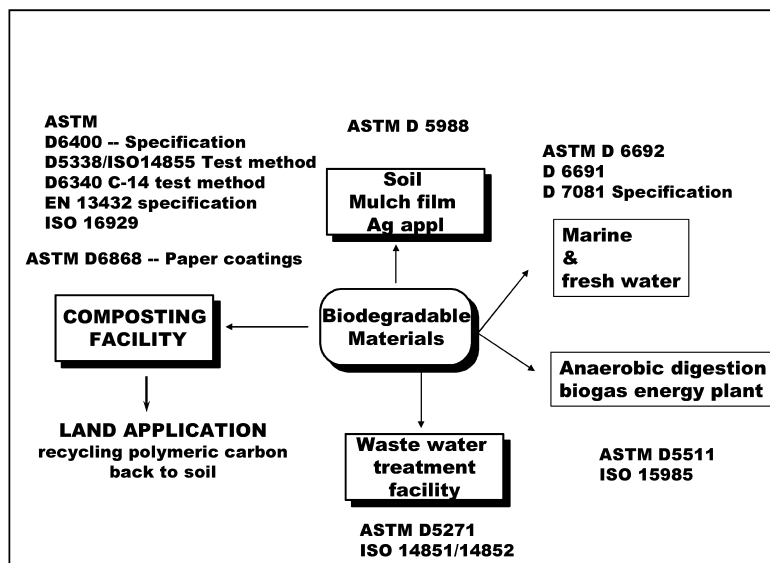 ASTM
D6400 -- Specification
D5338/ISO14855 Test method
D6340 C-14 test method
EN 13432 specification
ISO 16929
ASTM D6868 -- Paper coatings
COMPOSTING
FACILITY
LAND APPLICATION
recycling polymeric carbon
back to soil
ASTM D 5988
Soil
Mulch film
Ag appl
Biodegradable
Materials
Waste water
treatment
facility
ASTM D5271
ISO 14851/14852
ASTM D 6692
D 6691
D 7081 Specification
Marine
&
fresh water
Anaerobic digestion
biogas energy plant
ASTM D5511
ISO 15985